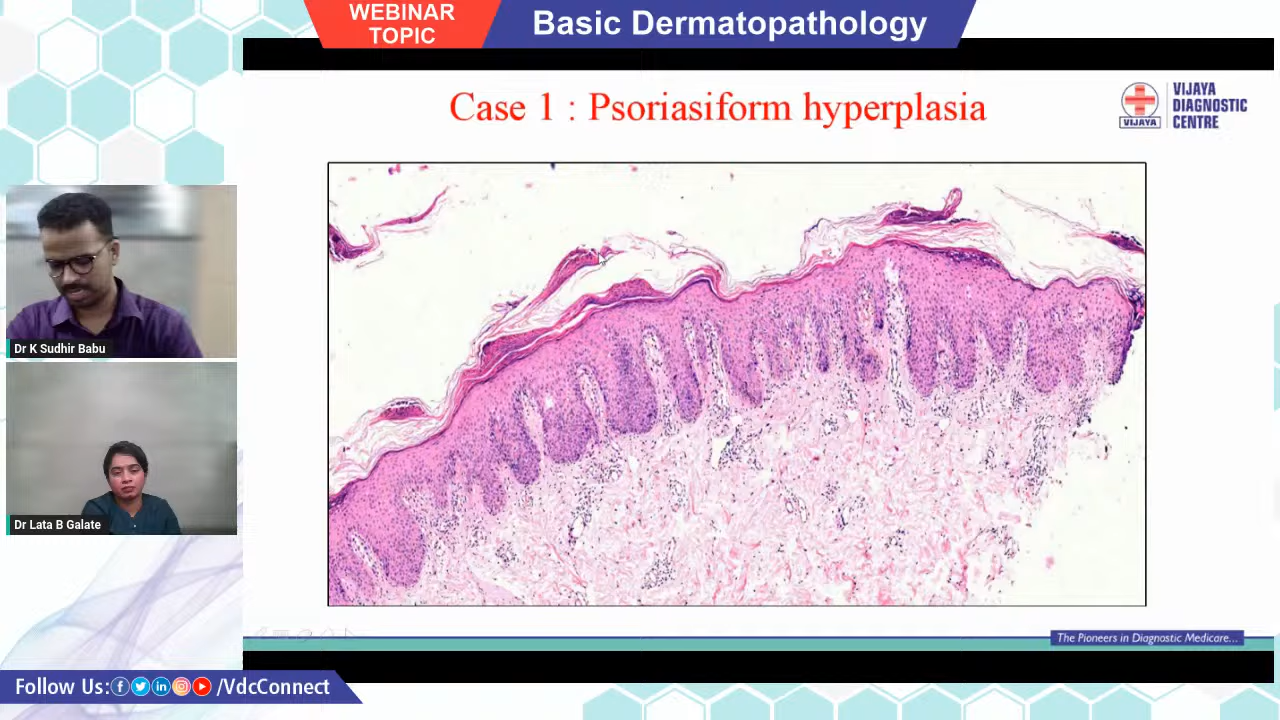 WEBINAR
TOPIC
Basic Dermatopathology
Case 1 : Psoriasiform hyperplasia
VIJAYA
VIJAYA
DIAGNOSTIC
CENTRE
Dr K Sudhir Babu
Dr Lata B Galate
The Pioneers in Diagnostic Medicare...
Follow Us: /VdcConnect